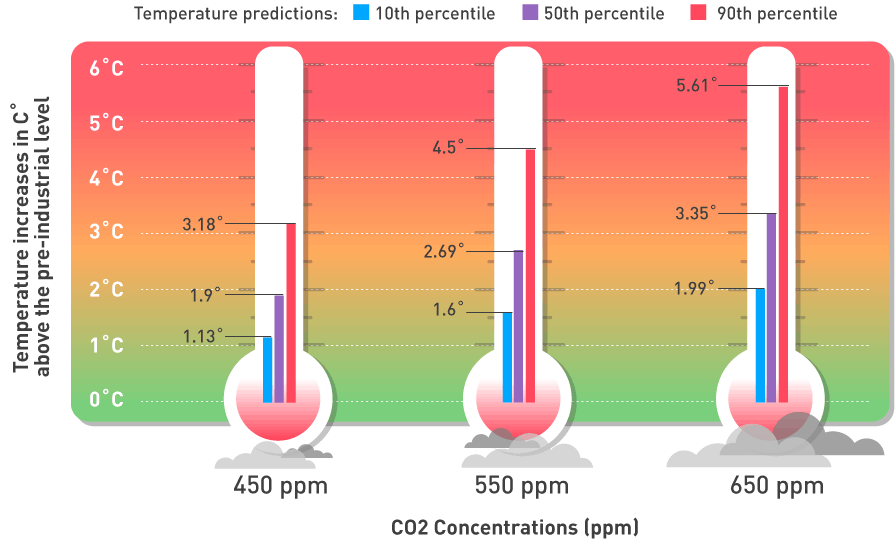 Temperature predictions: 10th percentile 50th percentile 90th percentile
Temperature increases in C°
above the pre-industrial level
6°C
5°C
4°C
3°C
2°C
1°C
0°C
3.18°
1.9°
1.13°
4.5°
2.69°
1.6°
5.61°
3.35°
1.99°
450 ppm
550 ppm
650 ppm
CO2 Concentrations (ppm)